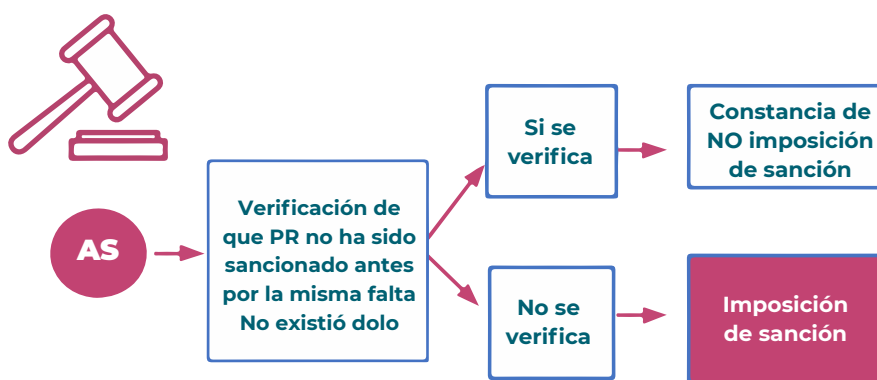 AS
Verificación de
que PR no ha sido
sancionado antes
por la misma falta
No existió dolo
Si se
verifica
Constancia de
NO imposición
de sanción
No se
verifica
Imposición
de sanción